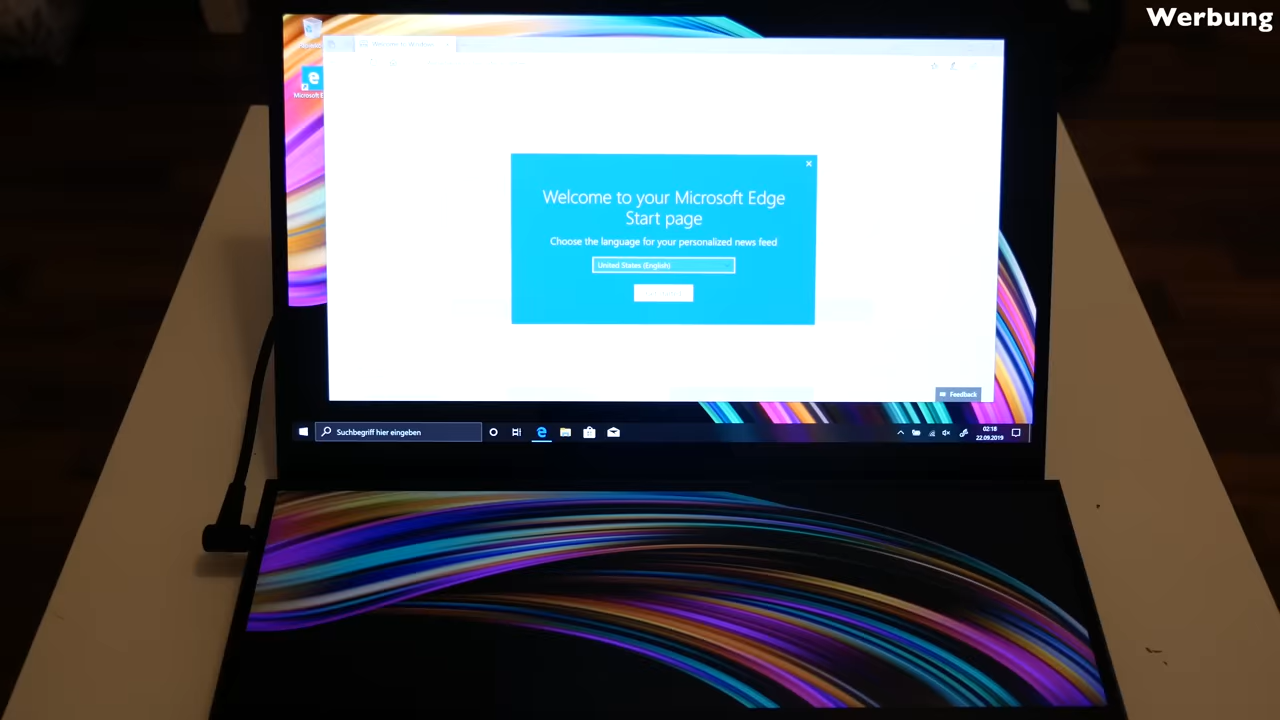 Werbung
Microsoft E
Welcome to your Microsoft Edge
Start page
Choose the language for your personalized news feed
United States (English)
Feedback
Suchbegriff hier eingeben
02:18
22.09.2019